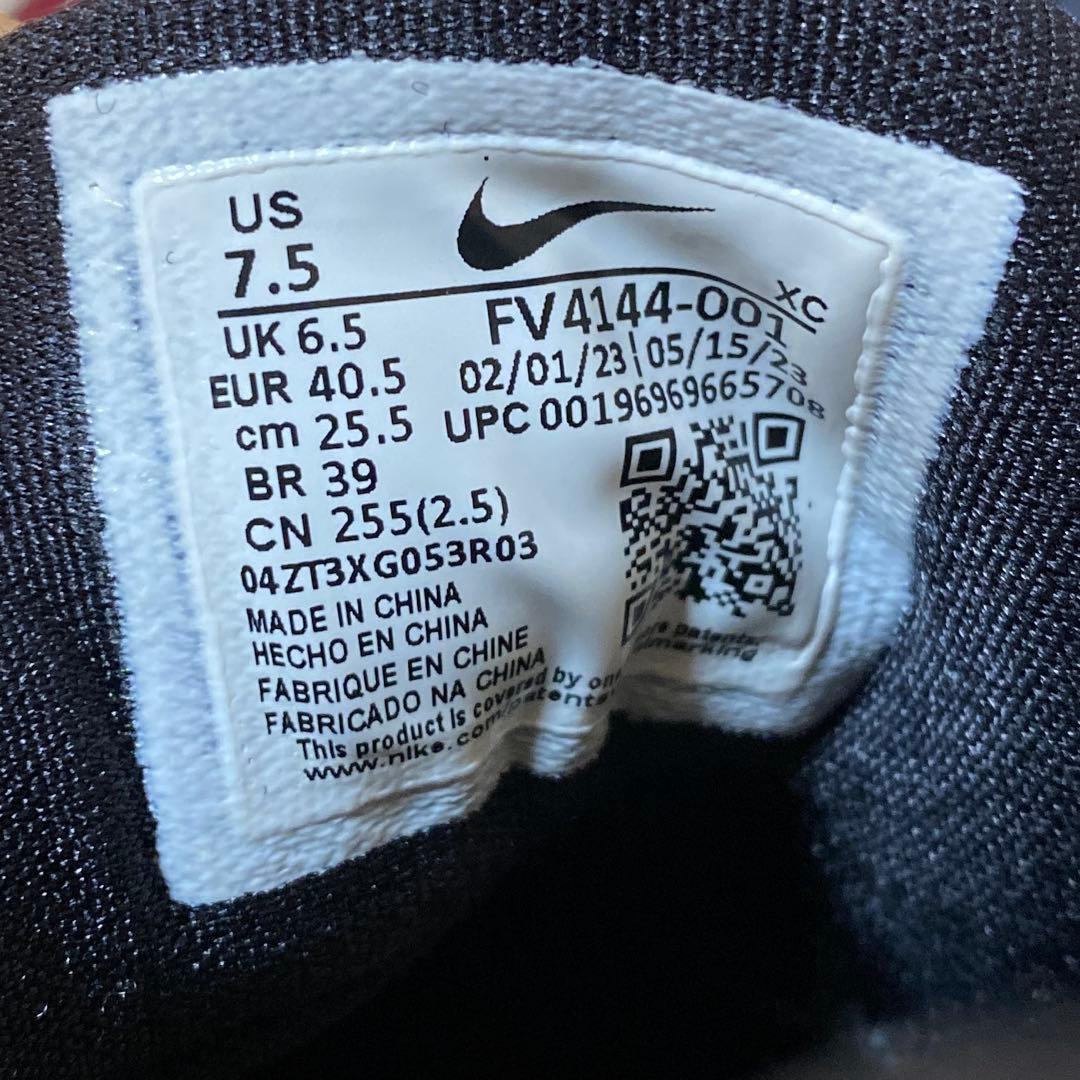 US
7.5
XC
UK 6.5
FV4144-001
EUR 40.5
02/01/23|05/15/23
cm 25.5
UPC 00196969665708
BR 39
CN 255(2.5)
04ZT3XG053R03
MADE IN CHINA
HECHO EN CHINA
FABRIQUE EN CHINE
FABRICADO NA CHINA
This product is covered by
www.nike.com/patents